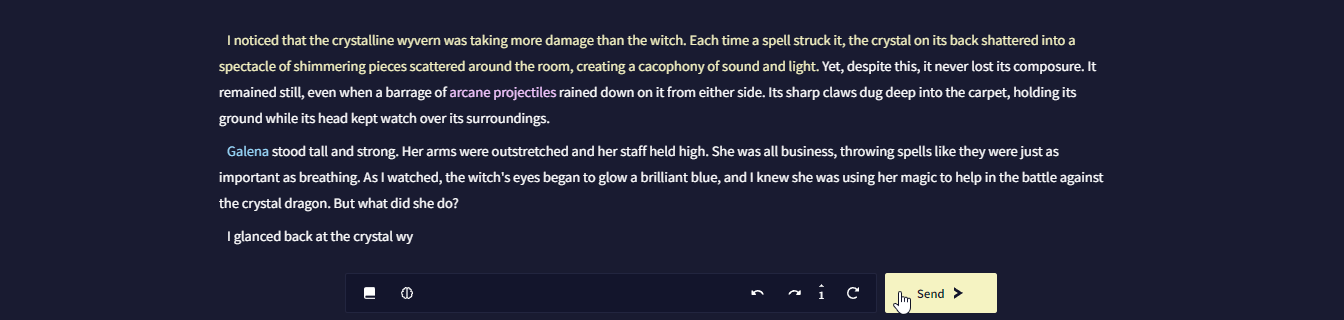 I noticed that the crystalline wyvern was taking more damage than the witch. Each time a spell struck it, the crystal on its back shattered into a
spectacle of shimmering pieces scattered around the room, creating a cacophony of sound and light. Yet, despite this, it never lost its composure. It
remained still, even when a barrage of arcane projectiles rained down on it from either side. Its sharp claws dug deep into the carpet, holding its
ground while its head kept watch over its surroundings.
Galena stood tall and strong. Her arms were outstretched and her staff held high. She was all business, throwing spells like they were just as
important as breathing. As I watched, the witch's eyes began to glow a brilliant blue, and I knew she was using her magic to help in the battle against
the crystal dragon. But what did she do?
I glanced back at the crystal wy
1
Send